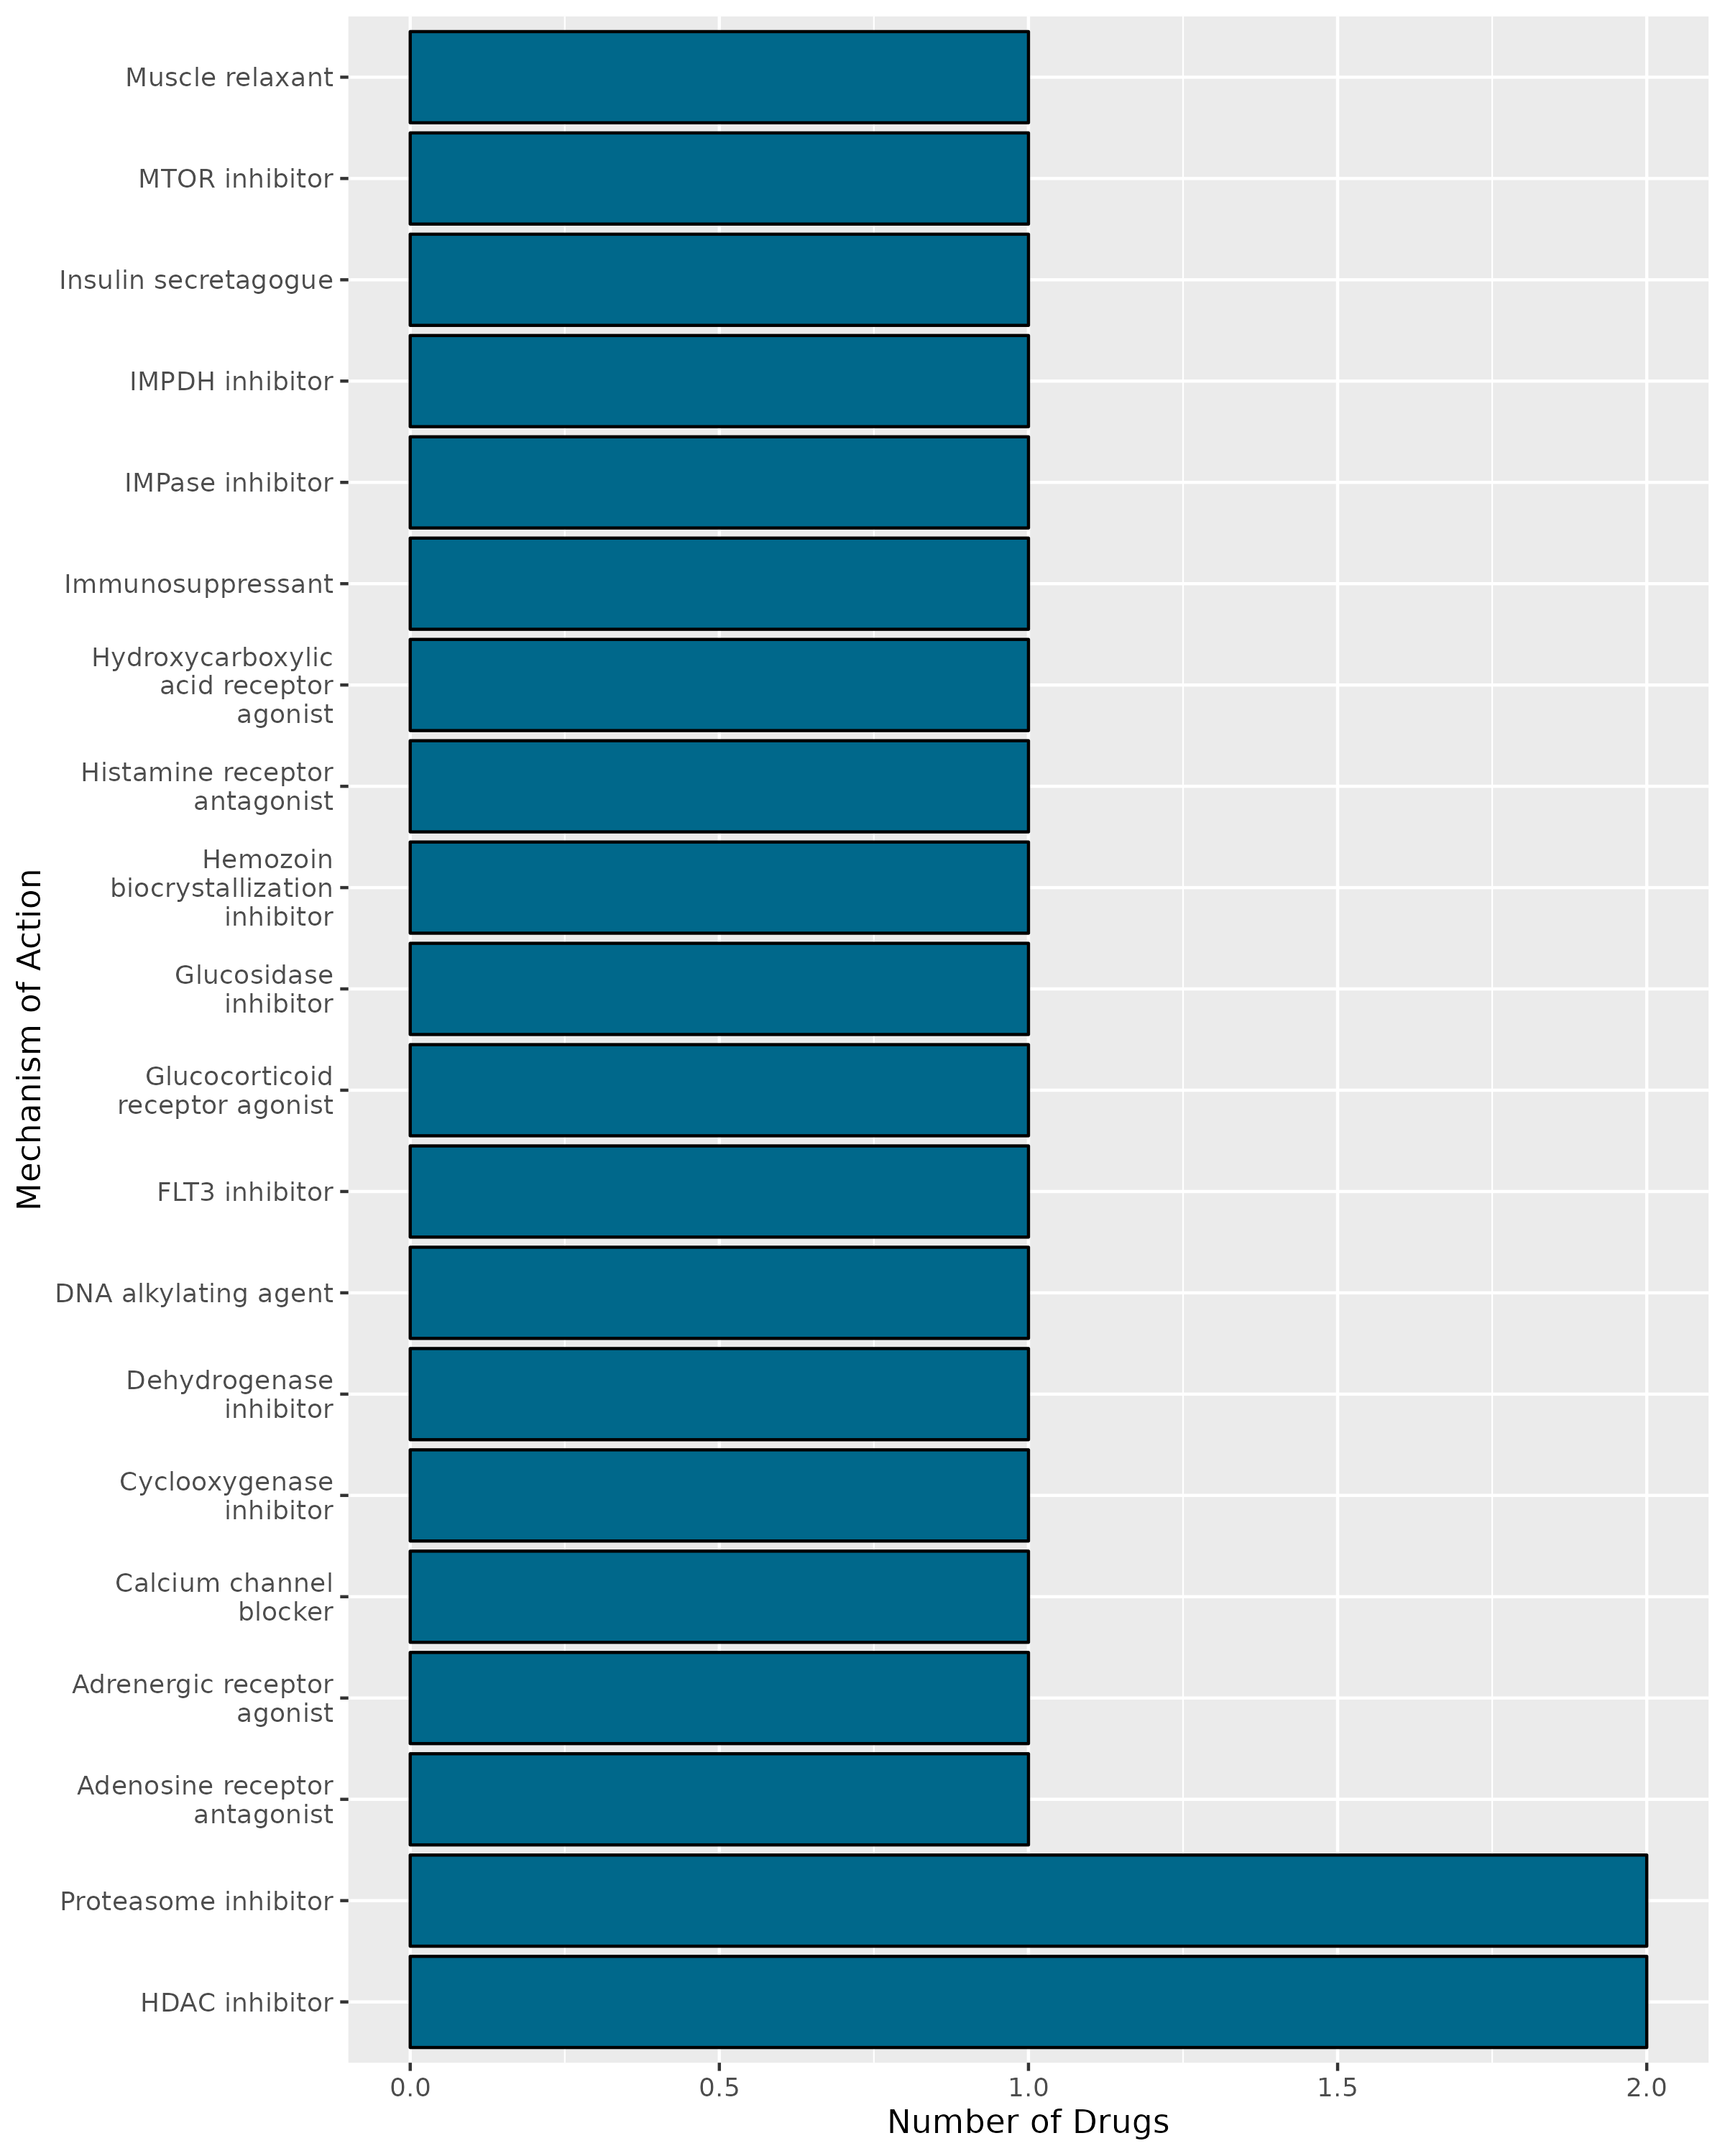 Muscle relaxant
MTOR inhibitor
Insulin secretagogue
IMPDH inhibitor
IMPase inhibitor
Immunosuppressant
Hydroxycarboxylic
acid receptor
agonist
Histamine receptor
antagonist
Hemozoin
biocrystallization
inhibitor
Glucosidase
inhibitor
Glucocorticoid
receptor agonist
FLT3 inhibitor
DNA alkylating agent
Dehydrogenase
inhibitor
Cyclooxygenase
inhibitor
Calcium channel
blocker
Adrenergic receptor
agonist
Adenosine receptor
antagonist
Proteasome inhibitor
HDAC inhibitor
Mechanism of Action
0.0 0.5 1.0 1.5 2.0
Number of Drugs